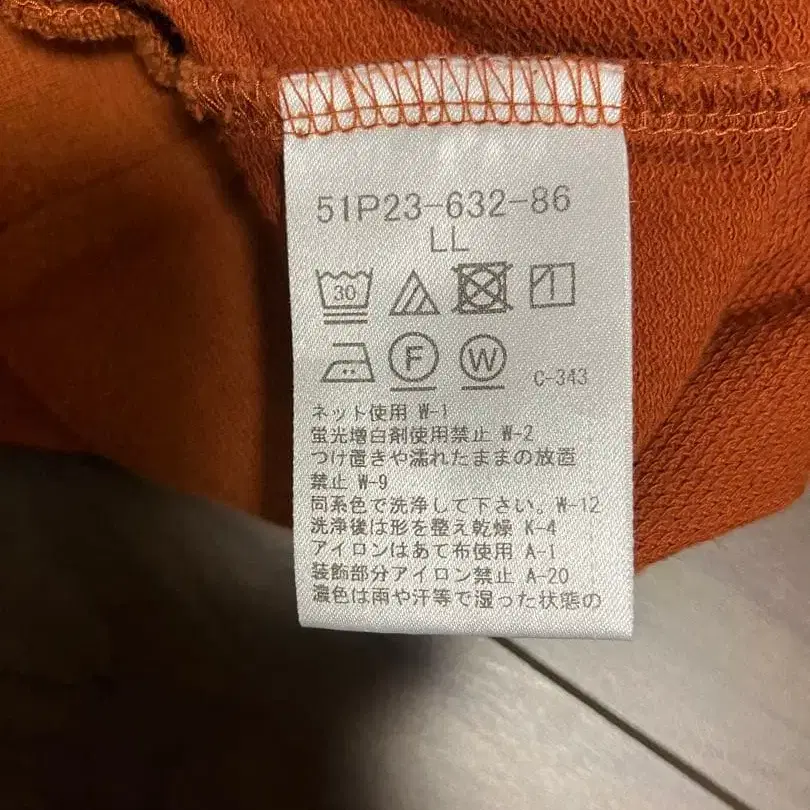 51P23-632-86
LL
30
F W C-343
ネット使用 W-1
蛍光増白剤使用禁止 W-2
つけ置きや濡れたままの放置
禁止 W-9
同系色で洗浄して下さい。W-12
洗浄後は形を整え乾燥 K-4
アイロンはあて布使用 A-1
装飾部分アイロン禁止 A-20
濃色は雨や汗等で湿った状態の